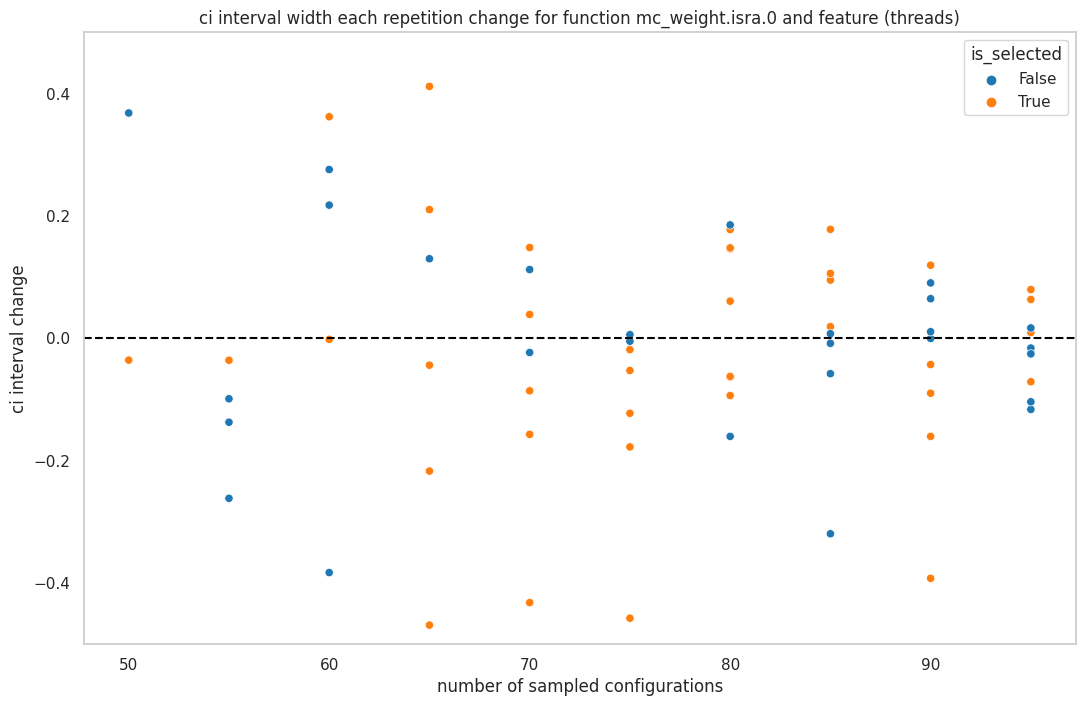 ci interval width each repetition change for function mc_weight.isra.0 and feature (threads)
is_selected
False
True
0.4
0.2
0.0
−0.2
−0.4
ci interval change
50
60
70
80
90
number of sampled configurations